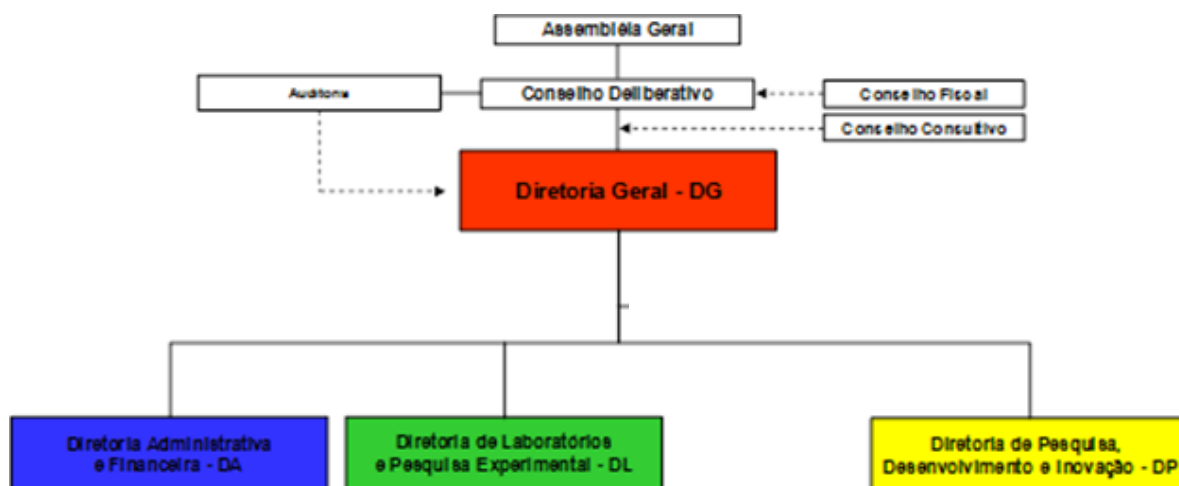 Assembléia Geral
Auditoria
Conselho Deliberativo
Conselho Fiscal
Conselho Consultivo
Diretoria Geral - DG
Diretoria Administrativa
e Financeira - DA
Diretoria de Laboratórios
e Pesquisa Experimental - DL
Diretoria de Pesquisa,
Desenvolvimento e Inovação - DP